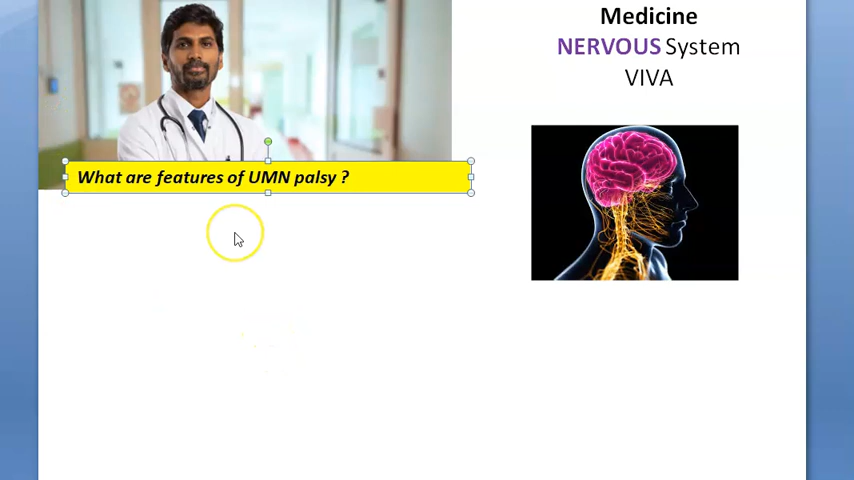 Medicine
NERVOUS System
VIVA
What are features of UMN palsy ?